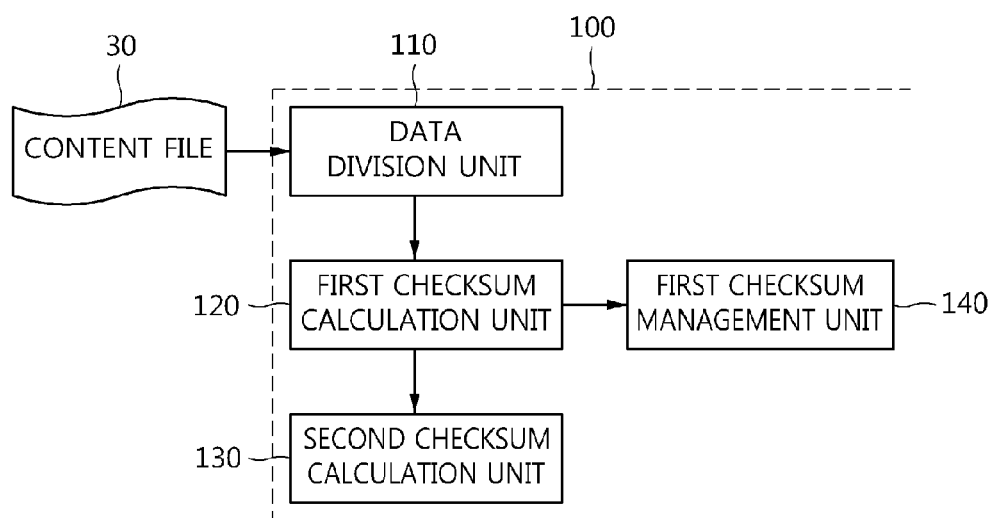 100
110
30
CONTENT FILE
DATA
DIVISION UNIT
120
FIRST CHECKSUM
CALCULATION UNIT
FIRST CHECKSUM
MANAGEMENT UNIT
140
130
SECOND CHECKSUM
CALCULATION UNIT